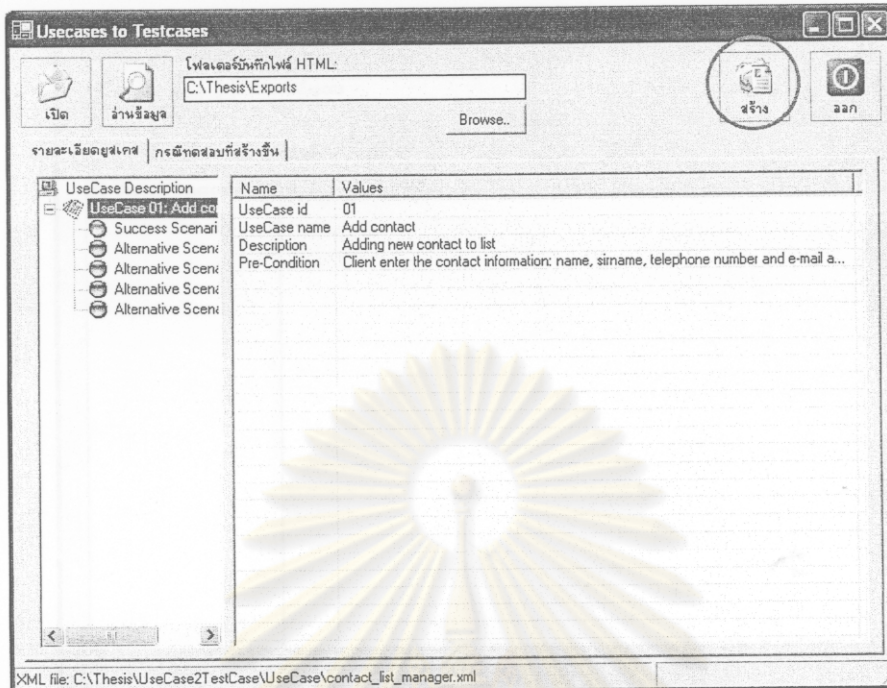 Usecases to Testcases
โฟลเดอร์บันทึกไฟล์ HTML:
C:\Thesis\Exports
เปิด
อ่านข้อมูล
Browse..
สร้าง
ออก
รายละเอียดยูสเคส
กรณีทดสอบที่สร้างขึ้น
UseCase Description
UseCase 01: Add co
Success Scenari
Alternative Scena
Alternative Scena
Alternative Scena
Alternative Scena
Name Values
UseCase id 01
UseCase name Add contact
Description Adding new contact to list
Pre-Condition Client enter the contact information: name, sirname, telephone number and e-mail a...
XML file: C:\Thesis\UseCase2TestCase\UseCase\contact_list_manager.xml